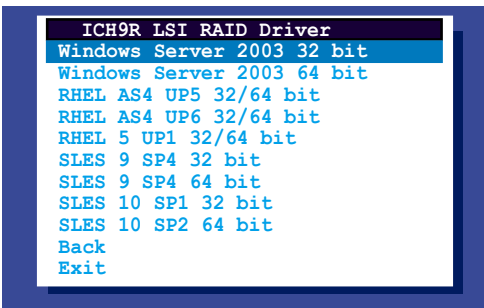 ICH9R LSI RAID Driver
Windows Server 2003 32 bit
Windows Server 2003 64 bit
RHEL AS4 UP5 32/64 bit
RHEL AS4 UP6 32/64 bit
RHEL 5 UP1 32/64 bit
SLES 9 SP4 32 bit
SLES 9 SP4 64 bit
SLES 10 SP1 32 bit
SLES 10 SP2 64 bit
Back
Exit